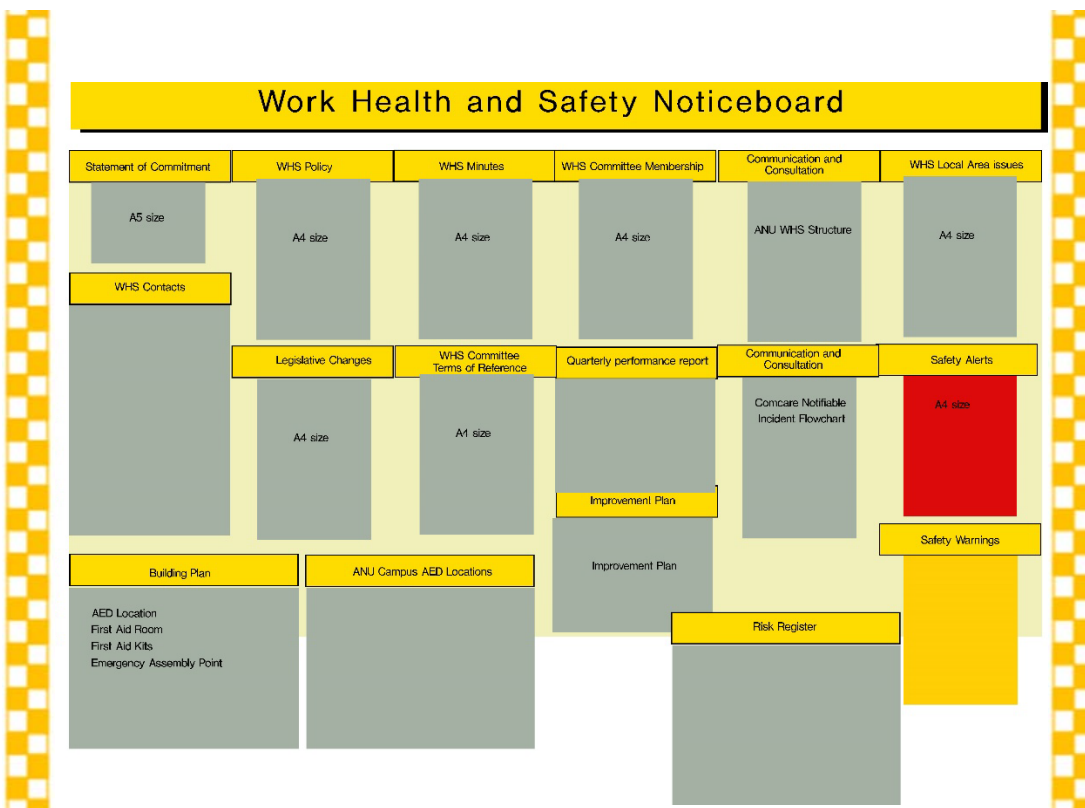 Work Health and Safety Noticeboard
Statement of Commitment
WHS Policy
WHS Minutes
WHS Committee Membership
Communication and
Consultation
WHS Local Area issues
A5 size
A4 size
A4 size
A4 size
ANU WHS Structure
A4 size
WHS Contacts
Legislative Changes
WHS Committee
Terms of Reference
Quarterly performance report
Communication and
Consultation
Safety Alerts
A4 size
A4 size
Comcare Notifiable
Incident Flowchart
A4 size
Improvement Plan
Improvement Plan
Safety Warnings
Building Plan
ANU Campus AED Locations
AED Location
First Aid Room
First Aid Kits
Emergency Assembly Point
Risk Register